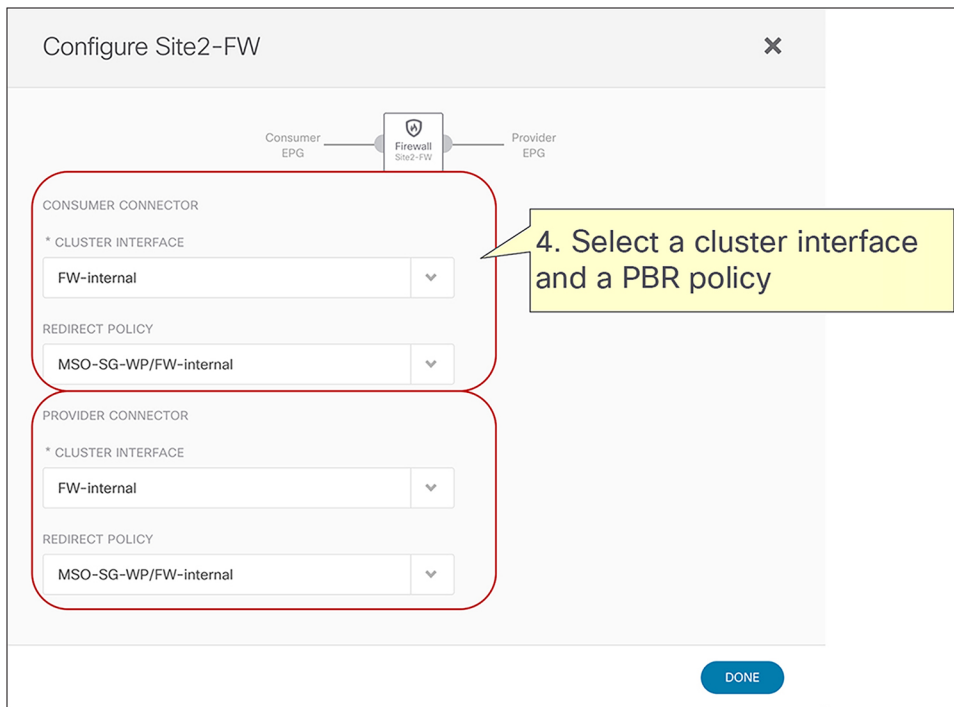 Configure Site2-FW
Consumer
EPG
Firewall
Site2-FW
Provider
EPG
CONSUMER CONNECTOR
* CLUSTER INTERFACE
FW-internal
REDIRECT POLICY
MSO-SG-WP/FW-internal
4. Select a cluster interface
and a PBR policy
PROVIDER CONNECTOR
* CLUSTER INTERFACE
FW-internal
REDIRECT POLICY
MSO-SG-WP/FW-internal
DONE